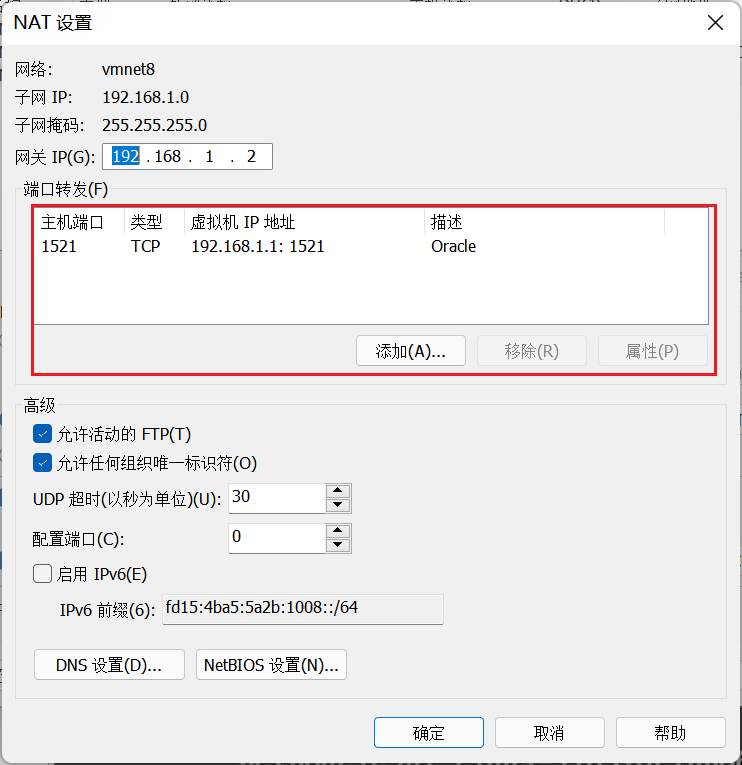 NAT 设置
网络: vmnet8
子网 IP: 192.168.1.0
子网掩码: 255.255.255.0
网关 IP(G): 192 . 168 . 1 . 2
端口转发(F)
主机端口 类型 虚拟机 IP 地址 描述
1521 TCP 192.168.1.1: 1521 Oracle
添加(A)... 移除(R) 属性(P)
高级
允许活动的 FTP(T)
允许任何组织唯一标识符(O)
UDP 超时(以秒为单位)(U): 30
配置端口(C): 0
启用 IPv6(E)
IPv6 前缀(6): fd15:4ba5:5a2b:1008::/64
DNS 设置(D)... NetBIOS 设置(N)...
确定 取消 帮助